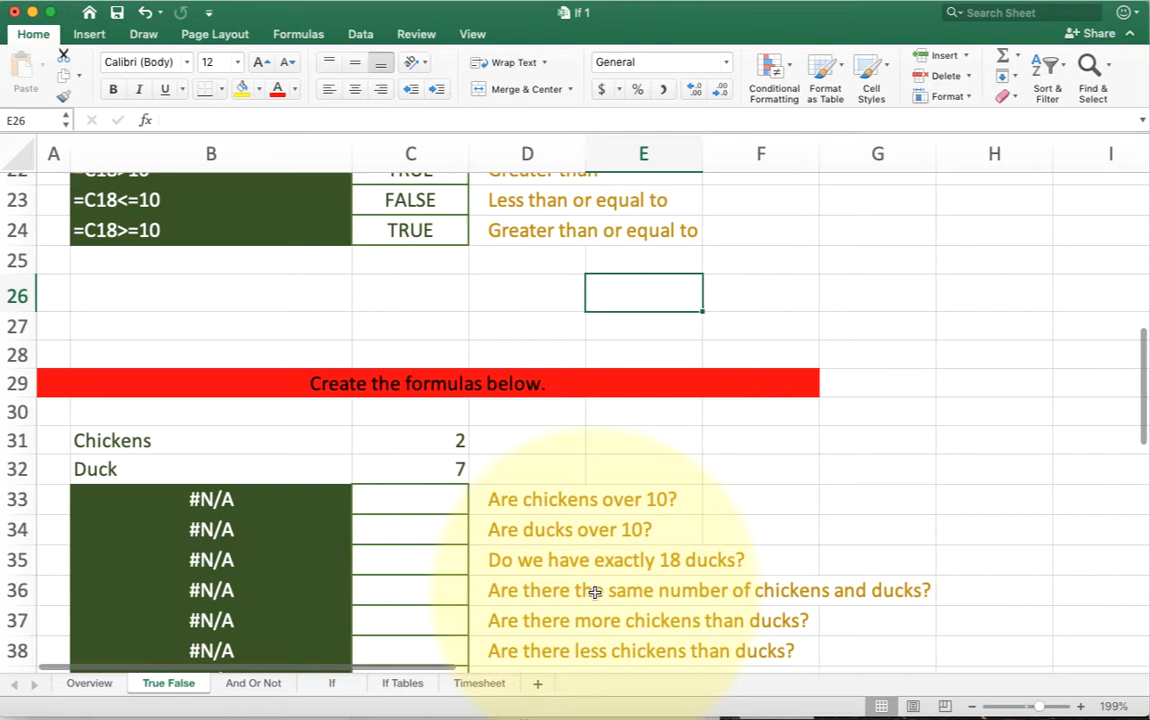 If 1
Search Sheet
Home Insert Draw Page Layout Formulas Data Review View
Share
Paste
Calibri (Body) 12 A A
B I U A
Wrap Text
Merge & Center
General
$ % )
Conditional Formatting
Format as Table
Cell Styles
Insert
Delete
Format
Sort & Filter
Find & Select
E26 fx
A B C D E F G H I
23 =C18<=10 FALSE Less than or equal to
24 =C18>=10 TRUE Greater than or equal to
25
26
27
28
29 Create the formulas below.
30
31 Chickens 2
32 Duck 7
33 #N/A Are chickens over 10?
34 #N/A Are ducks over 10?
35 #N/A Do we have exactly 18 ducks?
36 #N/A Are there the same number of chickens and ducks?
37 #N/A Are there more chickens than ducks?
38 #N/A Are there less chickens than ducks?
Overview True False And Or Not If If Tables Timesheet +
199%